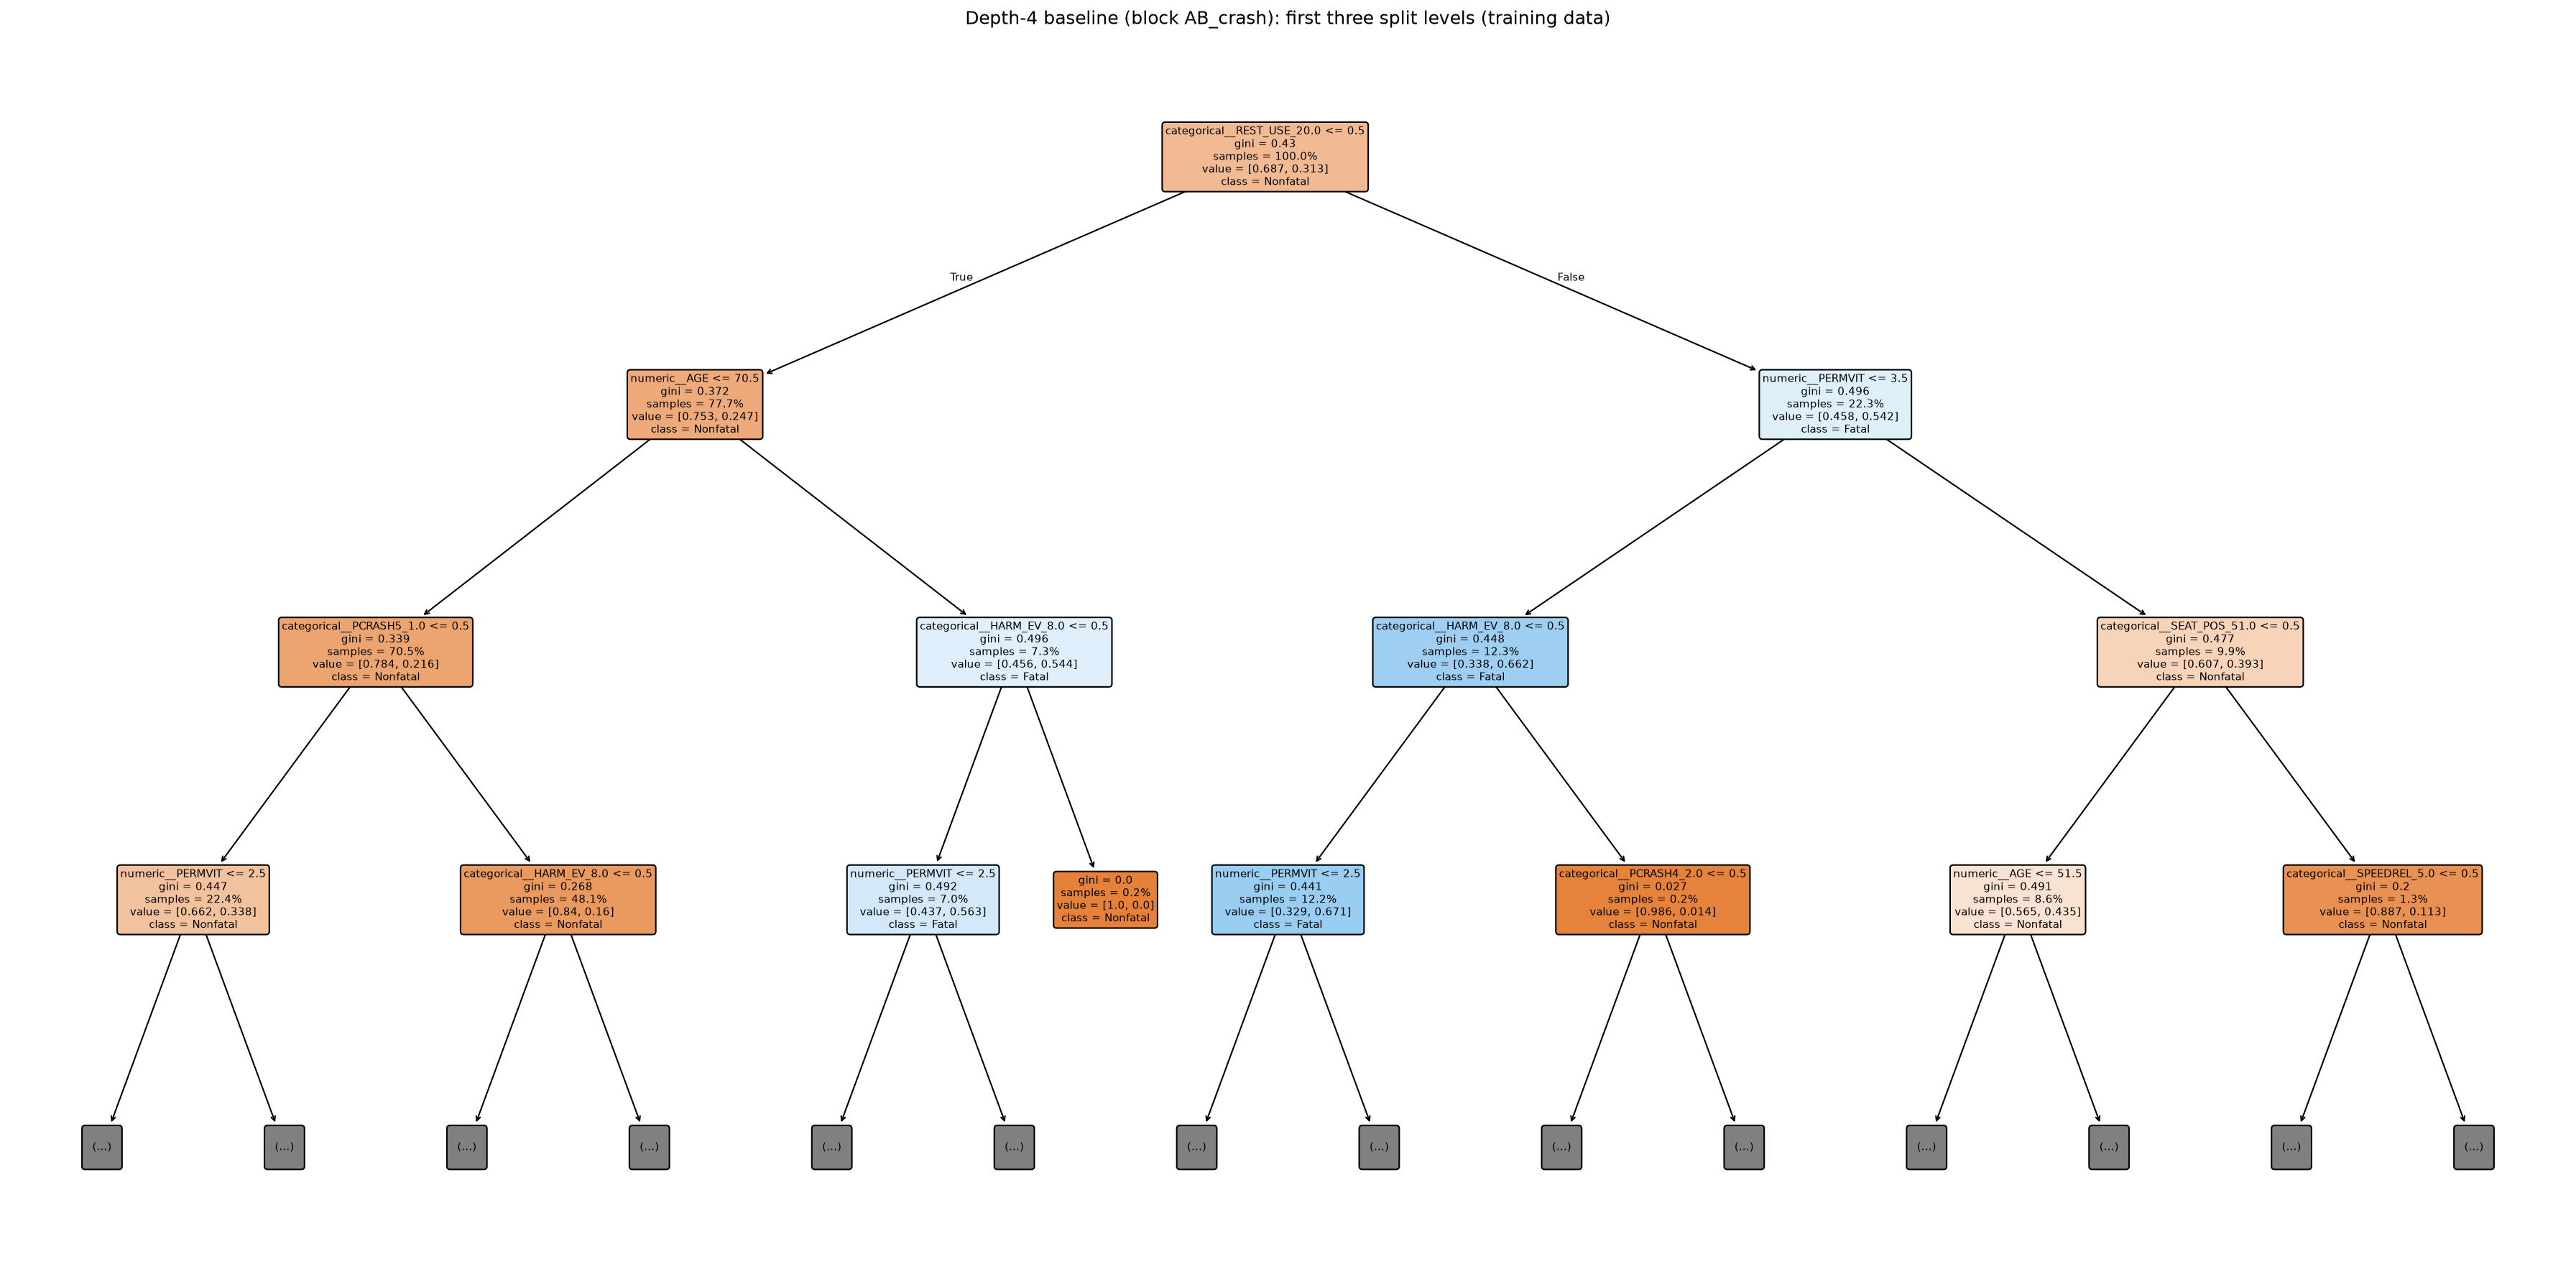 Depth-4 baseline (block AB_crash): first three split levels (training data)
categorical__REST_USE_20.0 <= 0.5
gini = 0.43
samples = 100.0%
value = [0.687, 0.313]
class = Nonfatal
True
False
numeric__AGE <= 70.5
gini = 0.372
samples = 77.7%
value = [0.753, 0.247]
class = Nonfatal
numeric__PERMVIT <= 3.5
gini = 0.496
samples = 22.3%
value = [0.458, 0.542]
class = Fatal
categorical__PCRASH5_1.0 <= 0.5
gini = 0.339
samples = 70.5%
value = [0.784, 0.216]
class = Nonfatal
categorical__HARM_EV_8.0 <= 0.5
gini = 0.496
samples = 7.3%
value = [0.456, 0.544]
class = Fatal
categorical__HARM_EV_8.0 <= 0.5
gini = 0.448
samples = 12.3%
value = [0.338, 0.662]
class = Fatal
categorical__SEAT_POS_51.0 <= 0.5
gini = 0.477
samples = 9.9%
value = [0.607, 0.393]
class = Nonfatal
numeric__PERMVIT <= 2.5
gini = 0.447
samples = 22.4%
value = [0.662, 0.338]
class = Nonfatal
categorical__HARM_EV_8.0 <= 0.5
gini = 0.268
samples = 48.1%
value = [0.84, 0.16]
class = Nonfatal
numeric__PERMVIT <= 2.5
gini = 0.492
samples = 7.0%
value = [0.437, 0.563]
class = Fatal
gini = 0.0
samples = 0.2%
value = [1.0, 0.0]
class = Nonfatal
numeric__PERMVIT <= 2.5
gini = 0.441
samples = 12.2%
value = [0.329, 0.671]
class = Fatal
categorical__PCRASH4_2.0 <= 0.5
gini = 0.027
samples = 0.2%
value = [0.986, 0.014]
class = Nonfatal
numeric__AGE <= 51.5
gini = 0.491
samples = 8.6%
value = [0.565, 0.435]
class = Nonfatal
categorical__SPEEDREL_5.0 <= 0.5
gini = 0.2
samples = 1.3%
value = [0.887, 0.113]
class = Nonfatal
(...)
(...)
(...)
(...)
(...)
(...)
(...)
(...)
(...)
(...)
(...)
(...)
(...)
(...)